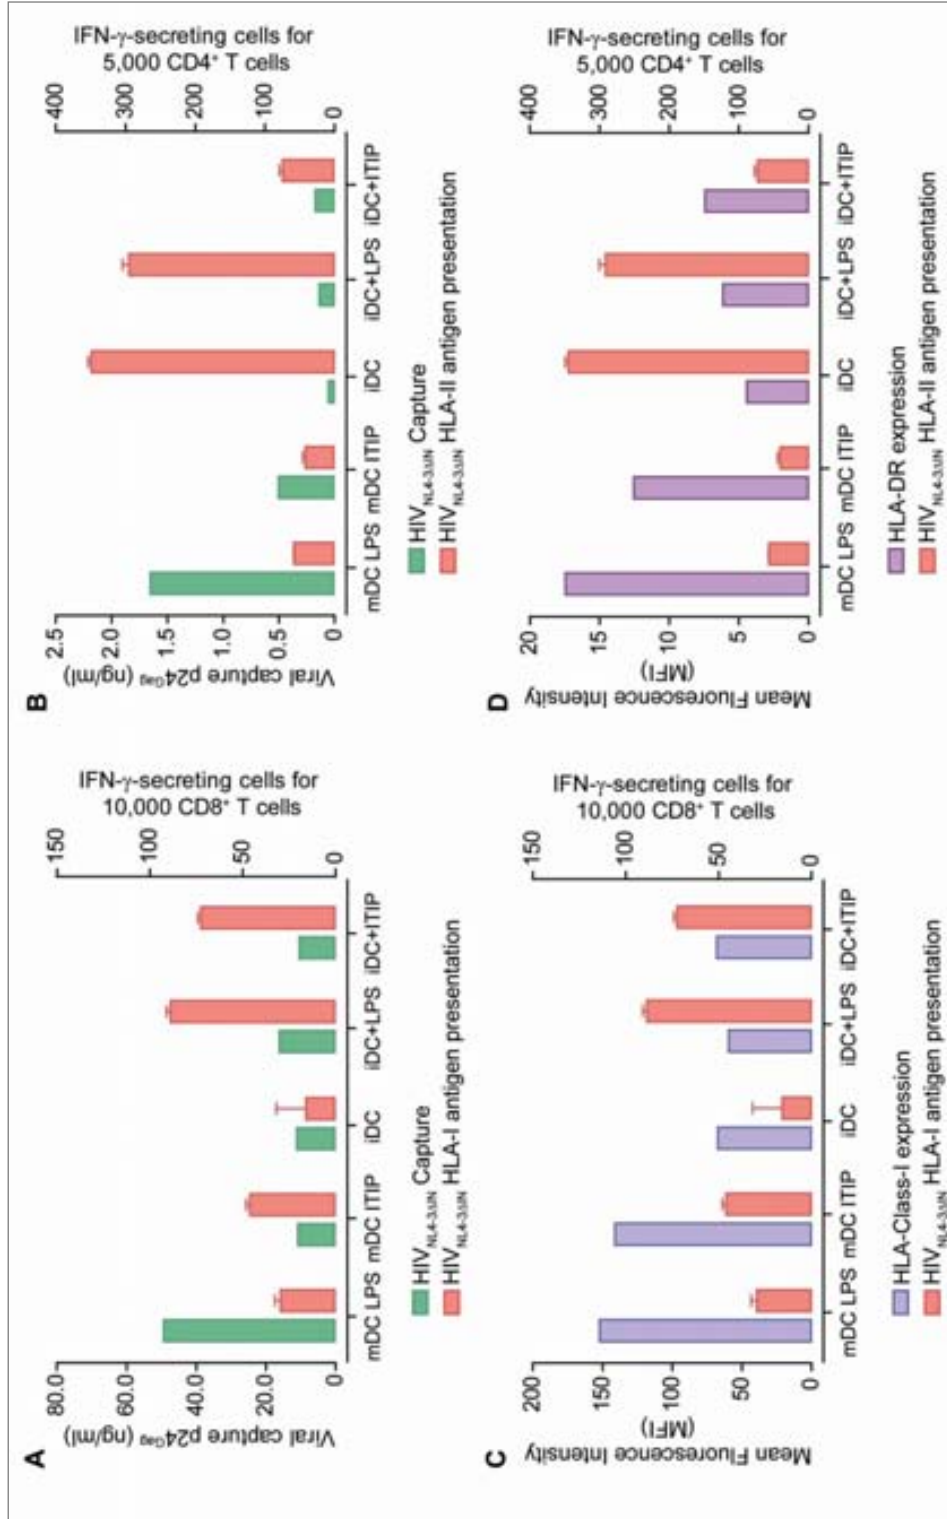 A
Viral capture p24Gag (ng/ml)
80.0
60.0
40.0
20.0
0
IFN-γ-secreting cells for
10,000 CD8+ T cells
150
100
50
0
mDC LPS mDC ITIP iDC iDC+LPS iDC+ITIP
HIVNL4-3ΔIN Capture
HIVNL4-3ΔIN HLA-I antigen presentation
B
Viral capture p24Gag (ng/ml)
2.5
2.0
1.5
1.0
0.5
0
IFN-γ-secreting cells for
5,000 CD4+ T cells
400
300
200
100
0
mDC LPS mDC ITIP iDC iDC+LPS iDC+ITIP
HIVNL4-3ΔIN Capture
HIVNL4-3ΔIN HLA-II antigen presentation
C
Mean Fluorescence Intensity
(MFI)
200
150
100
50
0
IFN-γ-secreting cells for
10,000 CD8+ T cells
150
100
50
0
mDC LPS mDC ITIP iDC iDC+LPS iDC+ITIP
HLA-Class-I expression
HIVNL4-3ΔIN HLA-I antigen presentation
D
Mean Fluorescence Intensity
(MFI)
20
15
10
5
0
IFN-γ-secreting cells for
5,000 CD4+ T cells
400
300
200
100
0
mDC LPS mDC ITIP iDC iDC+LPS iDC+ITIP
HLA-DR expression
HIVNL4-3ΔIN HLA-II antigen presentation